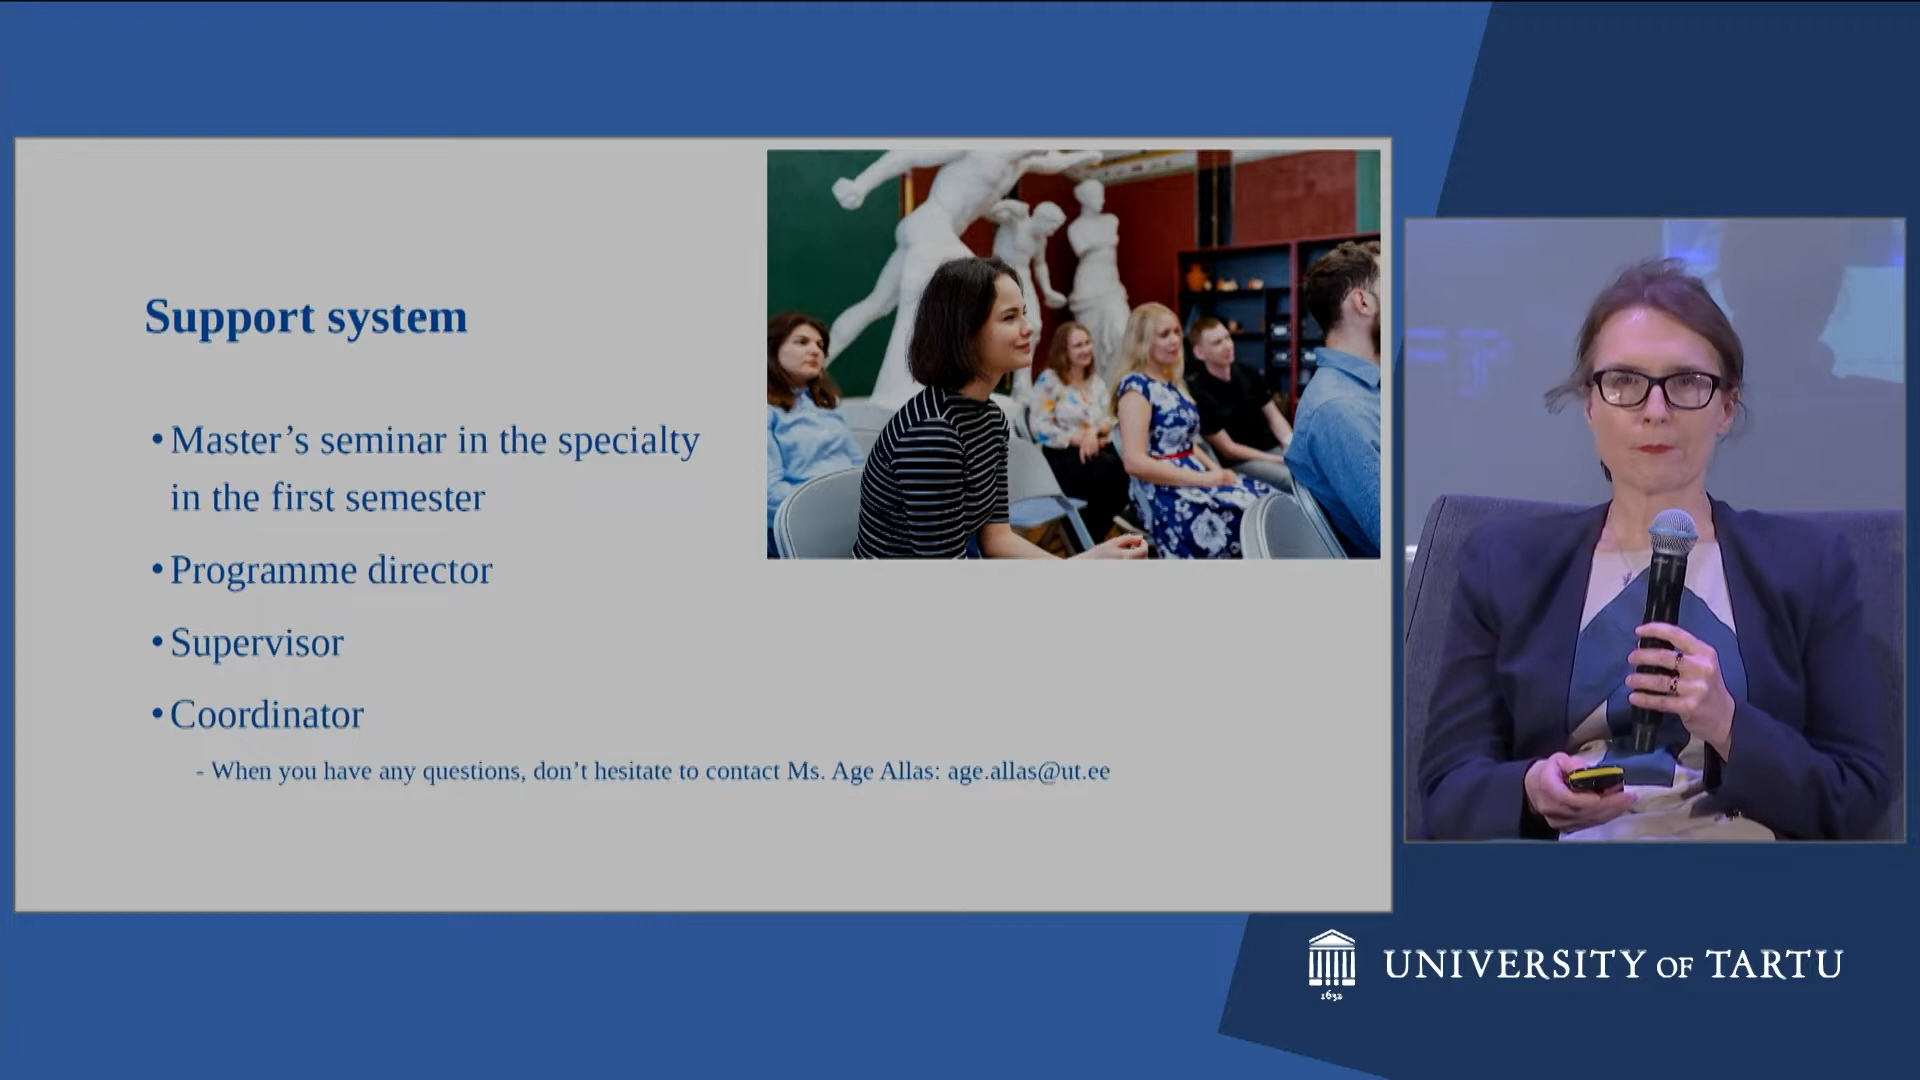 Support system
•Master’s seminar in the specialty
in the first semester
•Programme director
•Supervisor
•Coordinator
- When you have any questions, don’t hesitate to contact Ms. Age Allas: age.allas@ut.ee
1632
UNIVERSITY OF TARTU